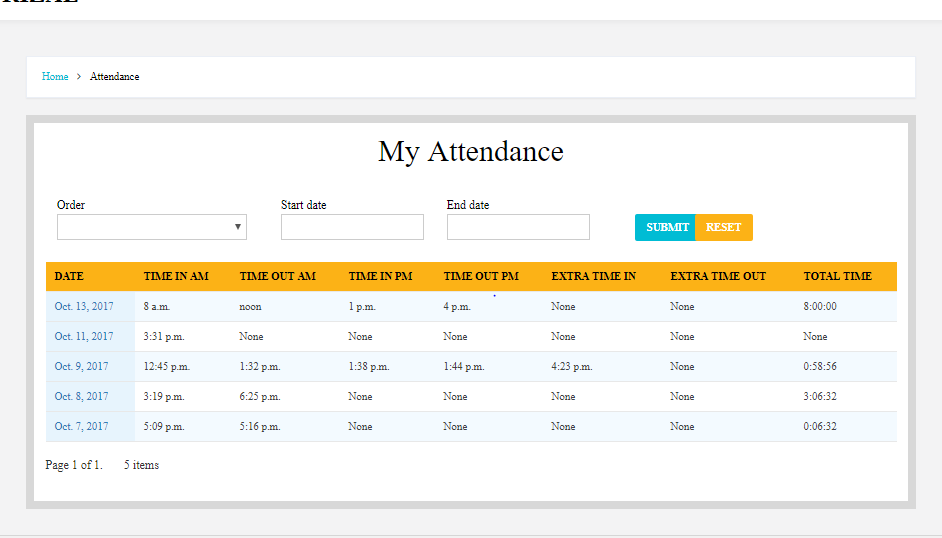 Home > Attendance
My Attendance
Order Start date End date
SUBMIT RESET
DATE TIME IN AM TIME OUT AM TIME IN PM TIME OUT PM EXTRA TIME IN EXTRA TIME OUT TOTAL TIME
Oct. 13, 2017 8 a.m. noon 1 p.m. 4 p.m. None None 8:00:00
Oct. 11, 2017 3:31 p.m. None None None None None None
Oct. 9, 2017 12:45 p.m. 1:32 p.m. 1:38 p.m. 1:44 p.m. 4:23 p.m. None 0:58:56
Oct. 8, 2017 3:19 p.m. 6:25 p.m. None None None None 3:06:32
Oct. 7, 2017 5:09 p.m. 5:16 p.m. None None None None 0:06:32
Page 1 of 1. 5 items